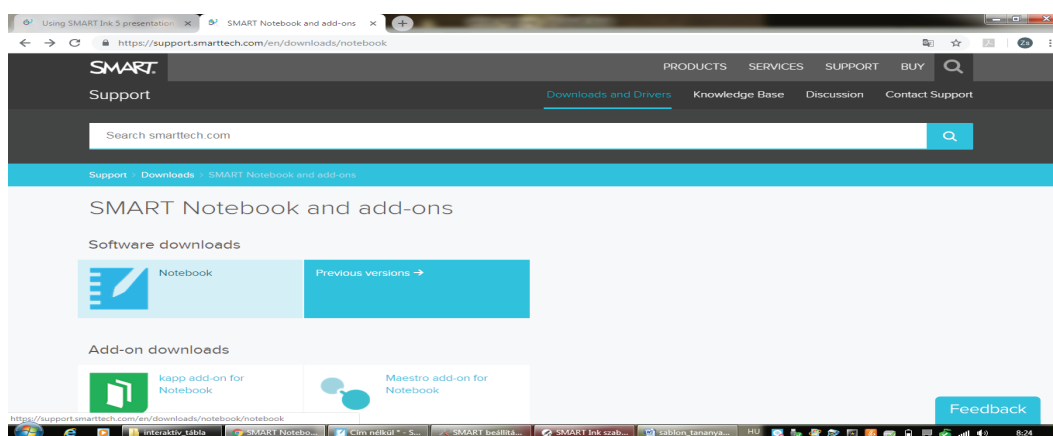 Using SMART Ink 5 presentation
SMART Notebook and add-ons
https://support.smarttech.com/en/downloads/notebook
Zs
SMART
PRODUCTS SERVICES SUPPORT BUY
Support
Downloads and Drivers Knowledge Base Discussion Contact Support
Search smarttech.com
Support > Downloads > SMART Notebook and add-ons
SMART Notebook and add-ons
Software downloads
Notebook
Previous versions →
Add-on downloads
kapp add-on for
Notebook
Maestro add-on for
Notebook
Feedback
https://support.smarttech.com/en/downloads/notebook/notebook
interaktív_tábla
SMART Notebo...
Cím nélkül * - S...
SMART beállítá...
SMART Ink szab...
sablon_tananya...
HU
8:24